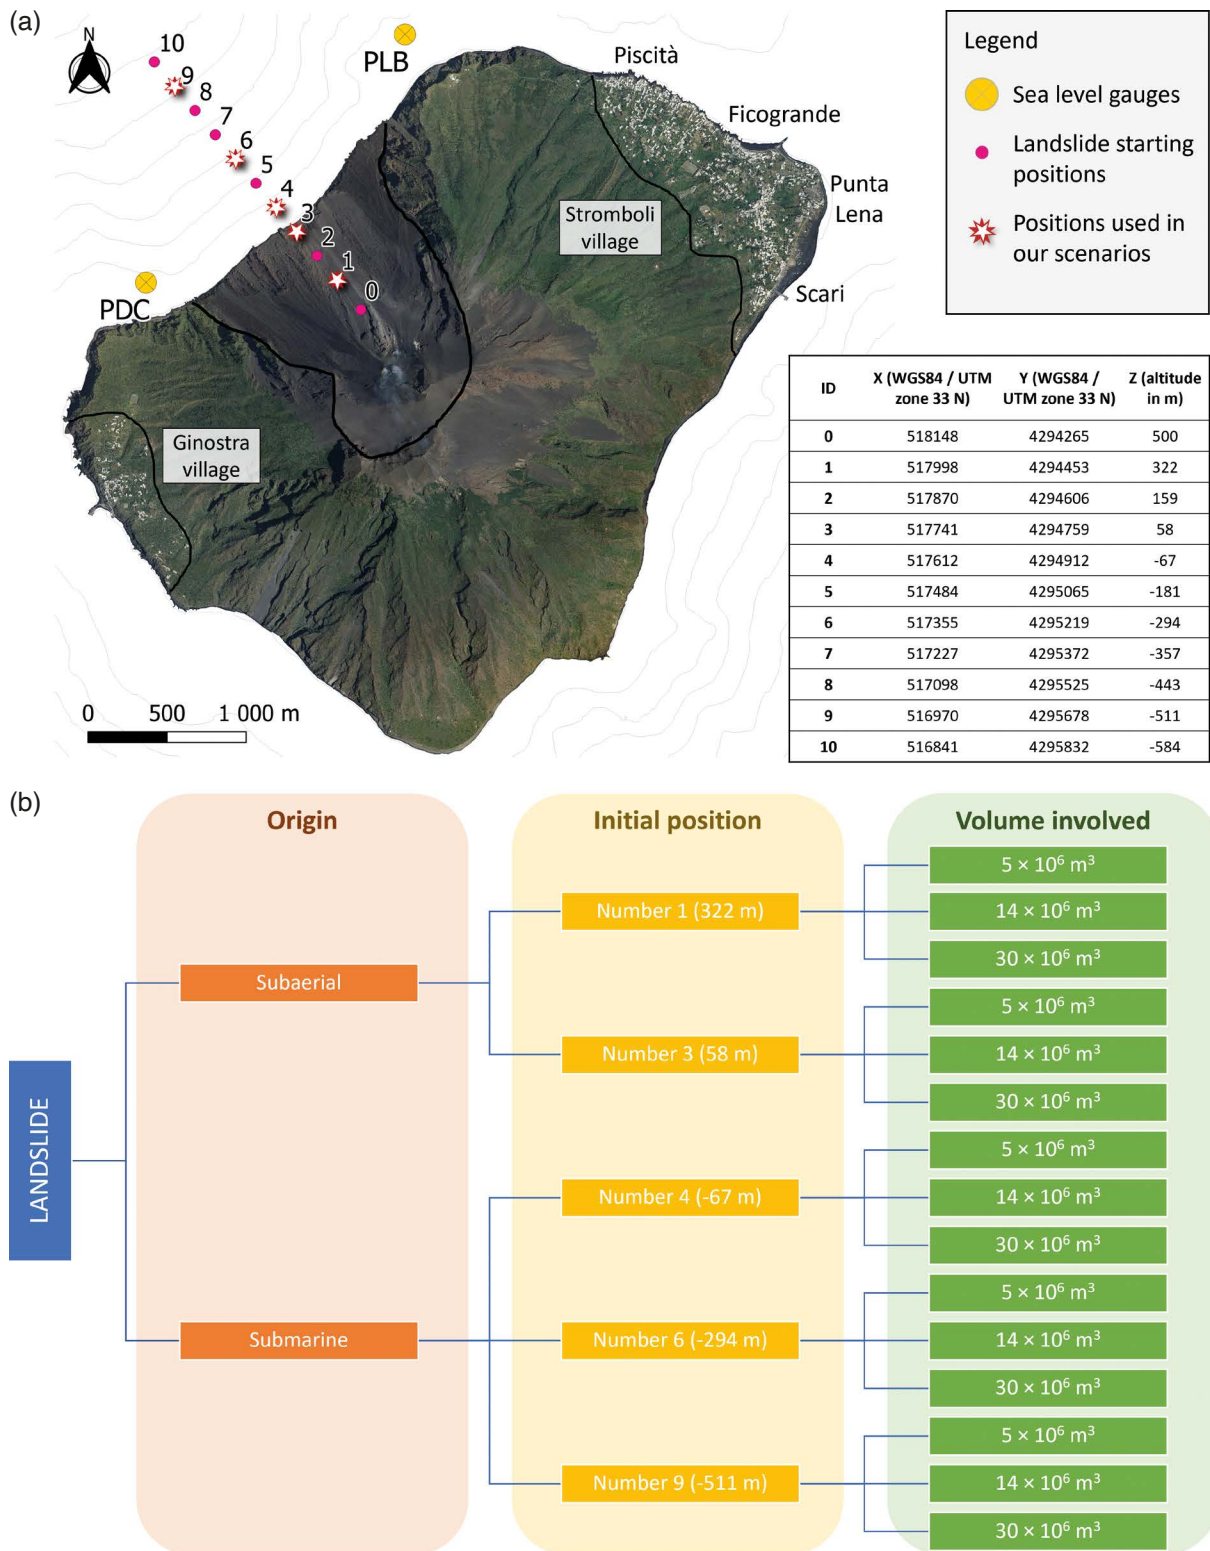 (a)
N
10
9
8
7
6
5
4
3
2
1
0
PLB
PDC
Piscità
Ficogrande
Punta
Lena
Scari
Stromboli
village
Ginostra
village
0 500 1 000 m
Legend
Sea level gauges
Landslide starting
positions
Positions used in
our scenarios
ID X (WGS84 / UTM zone 33 N) Y (WGS84 / UTM zone 33 N) Z (altitude in m)
0 518148 4294265 500
1 517998 4294453 322
2 517870 4294606 159
3 517741 4294759 58
4 517612 4294912 -67
5 517484 4295065 -181
6 517355 4295219 -294
7 517227 4295372 -357
8 517098 4295525 -443
9 516970 4295678 -511
10 516841 4295832 -584
(b)
Origin Initial position Volume involved
LANDSLIDE
Subaerial
Number 1 (322 m)
5 × 10⁶ m³
14 × 10⁶ m³
30 × 10⁶ m³
Number 3 (58 m)
5 × 10⁶ m³
14 × 10⁶ m³
30 × 10⁶ m³
Submarine
Number 4 (-67 m)
5 × 10⁶ m³
14 × 10⁶ m³
30 × 10⁶ m³
Number 6 (-294 m)
5 × 10⁶ m³
14 × 10⁶ m³
30 × 10⁶ m³
Number 9 (-511 m)
5 × 10⁶ m³
14 × 10⁶ m³
30 × 10⁶ m³